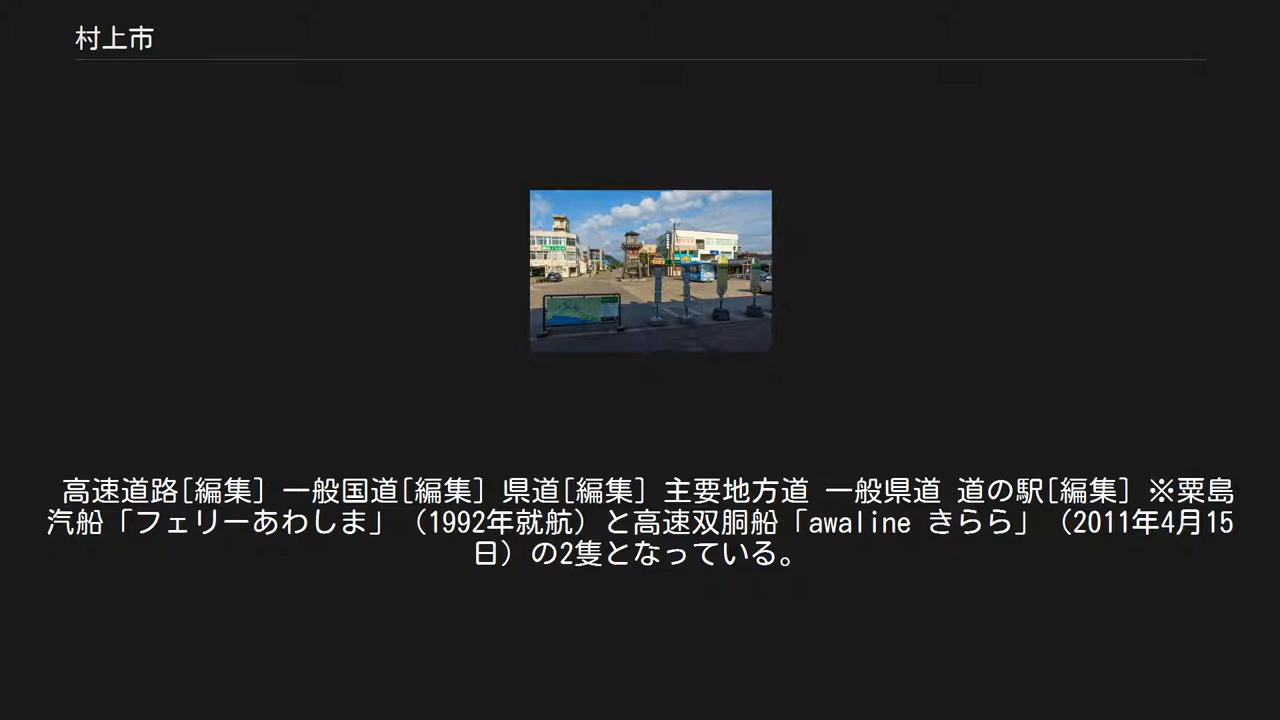 村上市
高速道路[編集] 一般国道[編集] 県道[編集] 主要地方道 一般県道 道の駅[編集] ※粟島
汽船「フェリーあわしま」（1992年就航）と高速双胴船「awaline きらら」（2011年4月15
日）の2隻となっている。